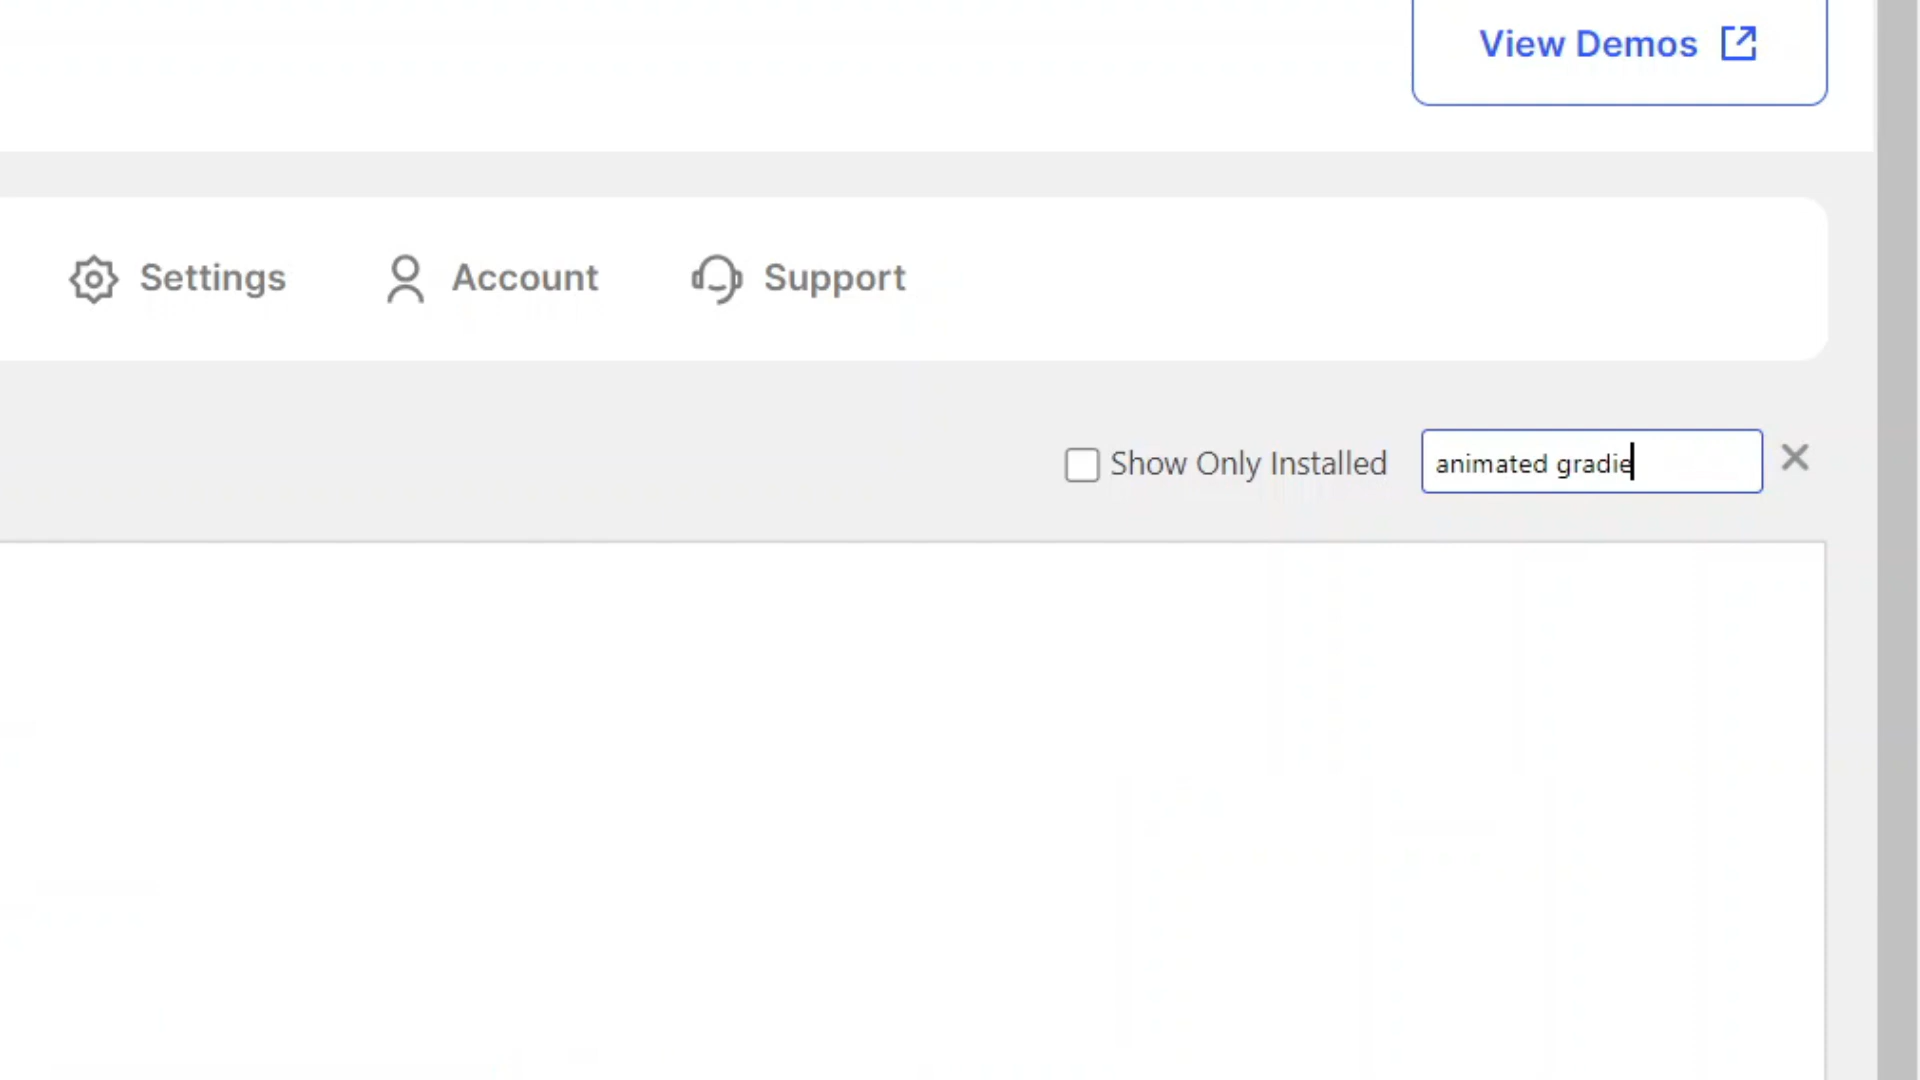 View Demos
Settings
Account
Support
Show Only Installed
animated gradie